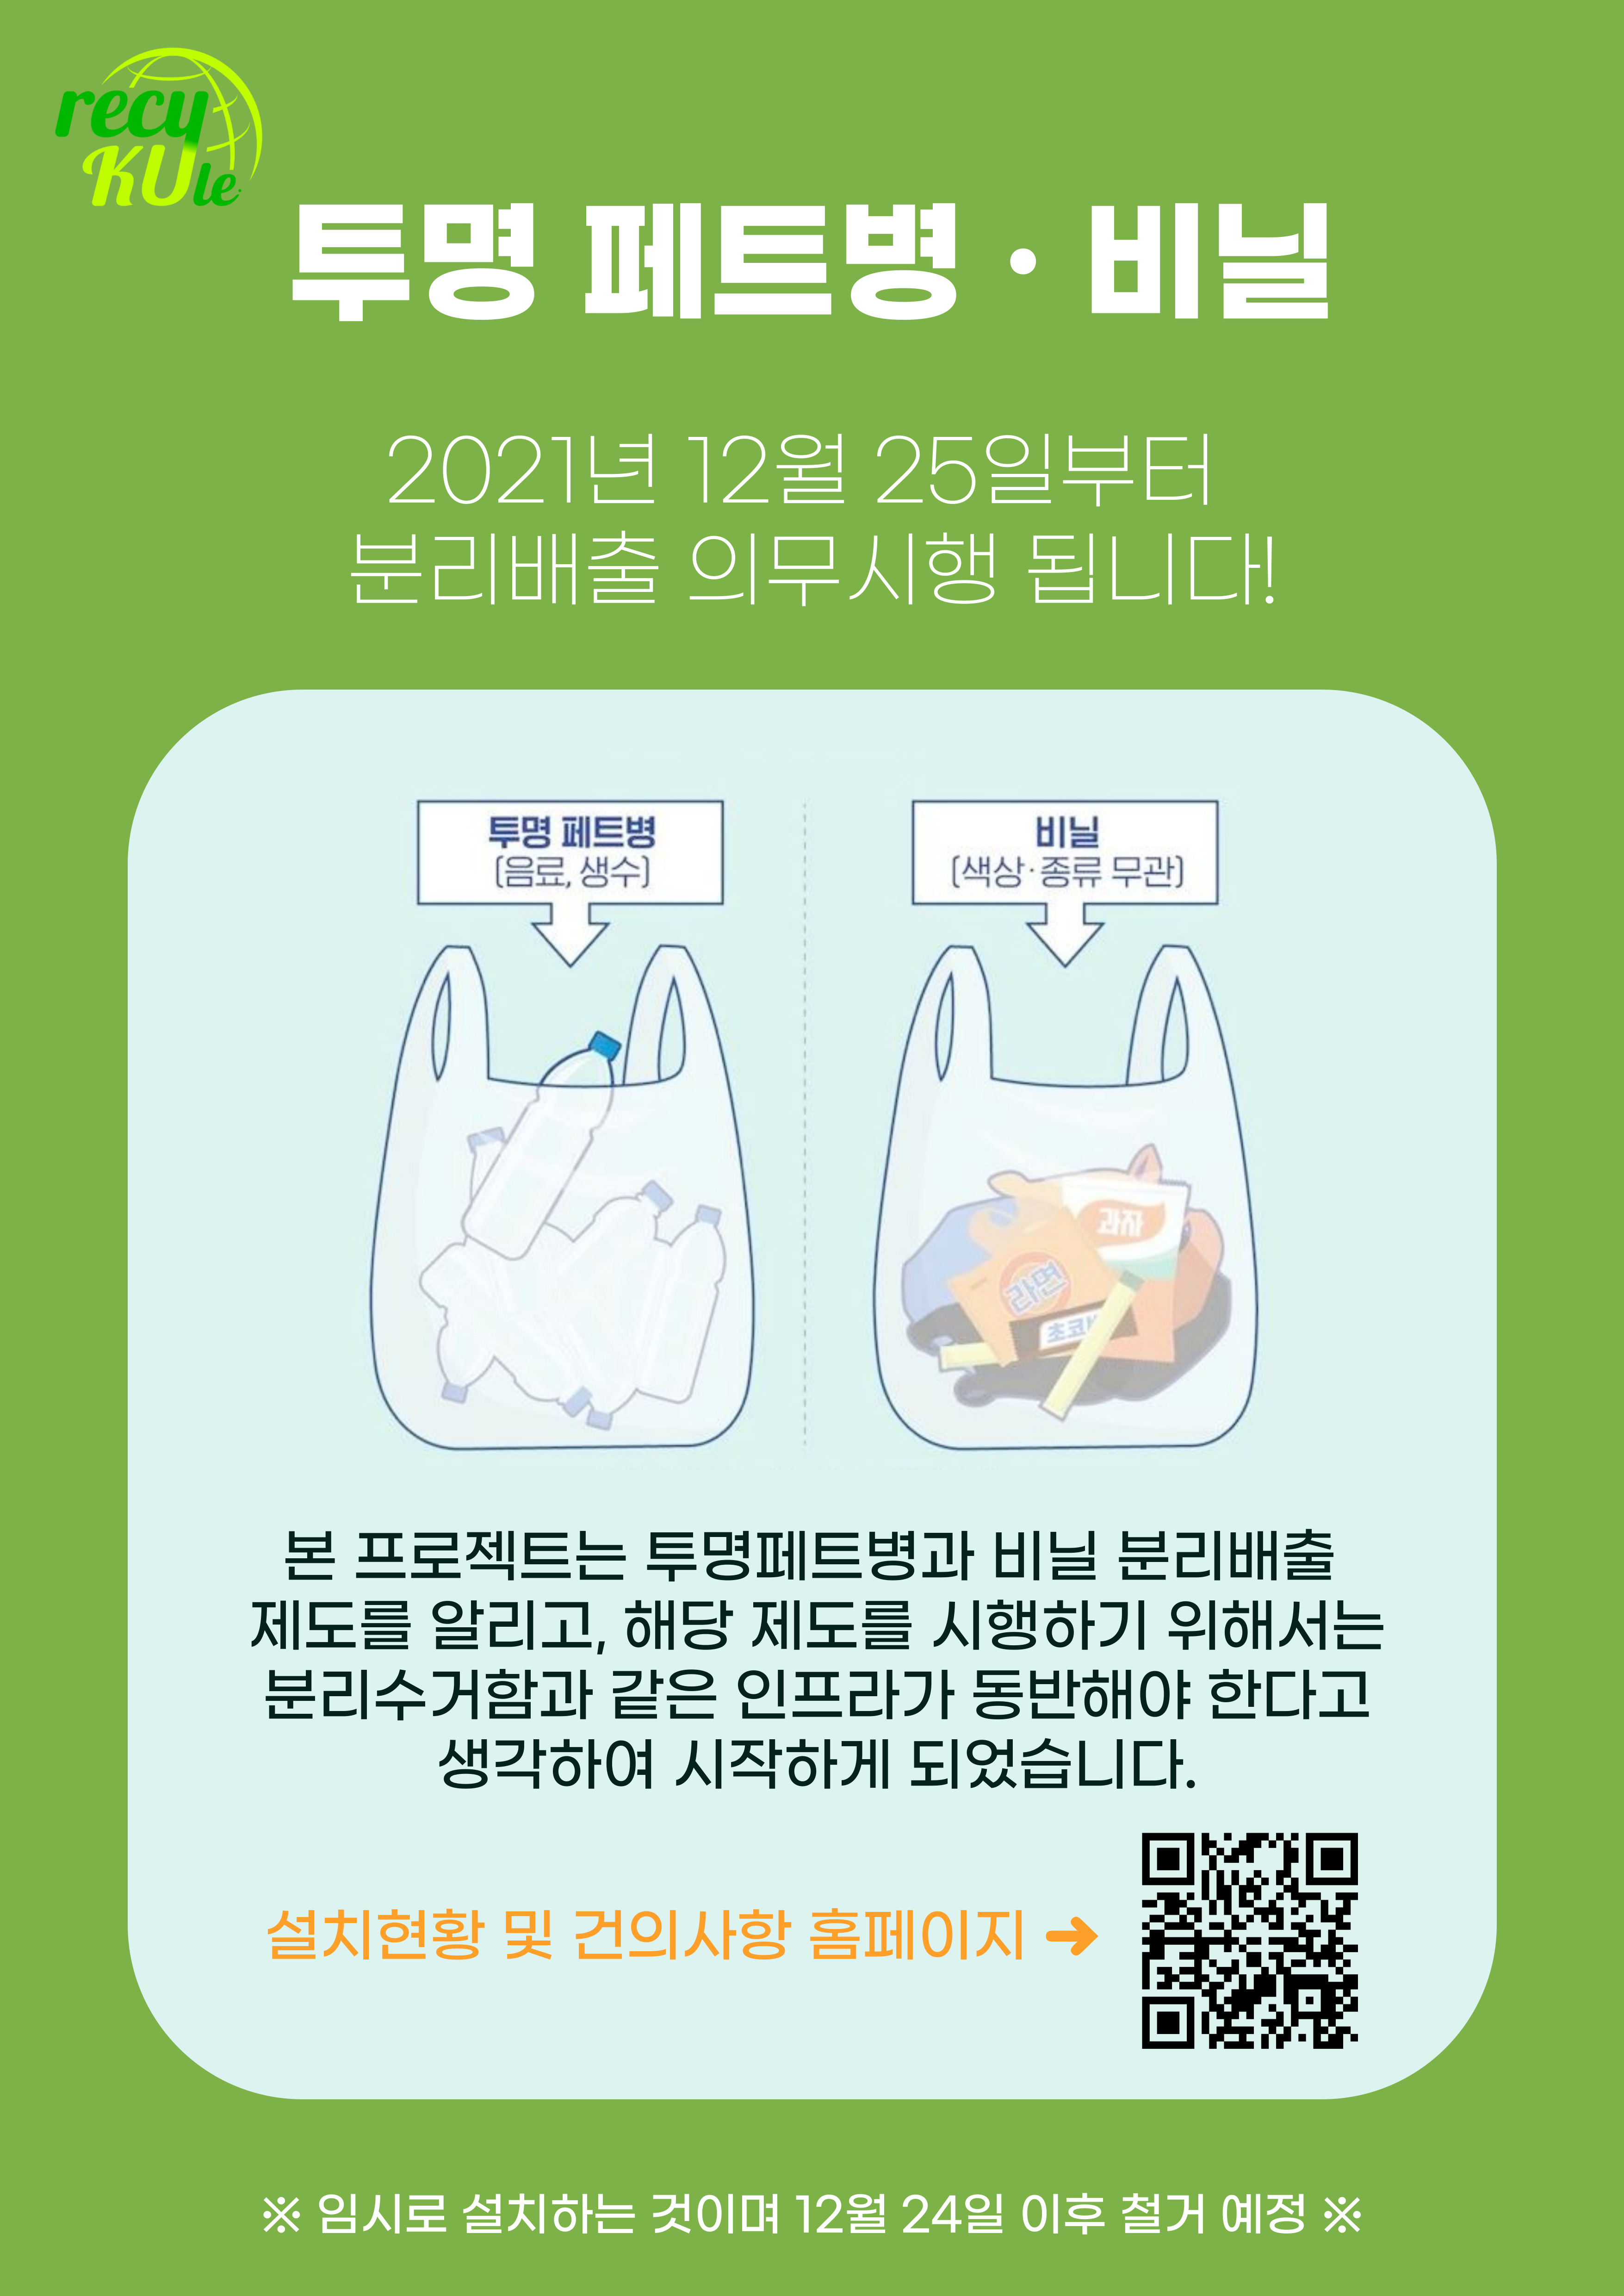 recy
KUle
투명 페트병 · 비닐
2021년 12월 25일부터
분리배출 의무시행 됩니다!
투명 페트병
(음료, 생수)
비닐
(색상·종류 무관)
과자
라면
본 프로젝트는 투명페트병과 비닐 분리배출
제도를 알리고, 해당 제도를 시행하기 위해서는
분리수거함과 같은 인프라가 동반해야 한다고
생각하여 시작하게 되었습니다.
설치현황 및 건의사항 홈페이지 →
※ 임시로 설치하는 것이며 12월 24일 이후 철거 예정 ※